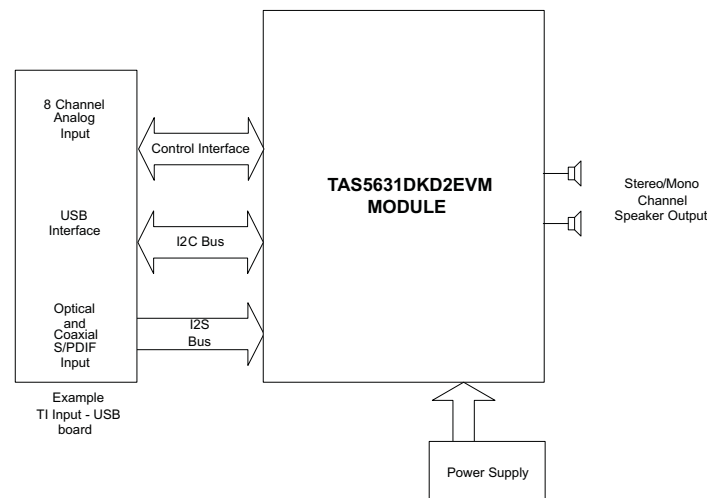 8 Channel
Analog
Input
USB
Interface
Optical
and
Coaxial
S/PDIF
Input
Example
TI Input - USB
board
Control Interface
I2C Bus
I2S
Bus
TAS5631DKD2EVM
MODULE
Stereo/Mono
Channel
Speaker Output
Power Supply